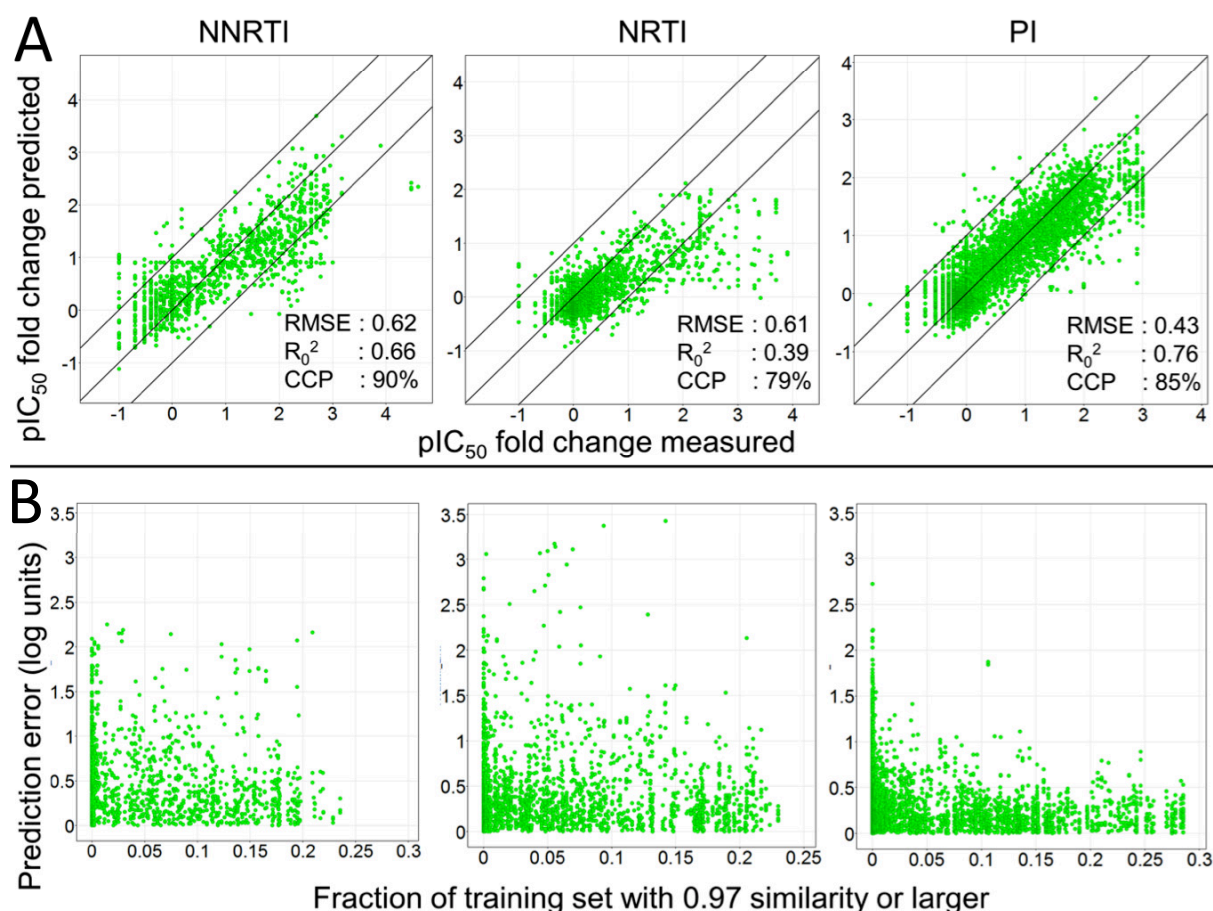 A
NNRTI
NRTI
PI
pIC50 fold change predicted
4
3
2
1
0
-1
RMSE : 0.62
R0² : 0.66
CCP : 90%
-1 0 1 2 3 4
4
3
2
1
0
-1
RMSE : 0.61
R0² : 0.39
CCP : 79%
-1 0 1 2 3 4
4
3
2
1
0
-1
RMSE : 0.43
R0² : 0.76
CCP : 85%
-1 0 1 2 3 4
pIC50 fold change measured
B
Prediction error (log units)
3.5
3
2.5
2
1.5
1
0.5
0
0 0.05 0.1 0.15 0.2 0.25 0.3
3.5
3
2.5
2
1.5
1
0.5
0
0 0.05 0.1 0.15 0.2 0.25
3.5
3
2.5
2
1.5
1
0.5
0
0 0.05 0.1 0.15 0.2 0.25 0.3
Fraction of training set with 0.97 similarity or larger